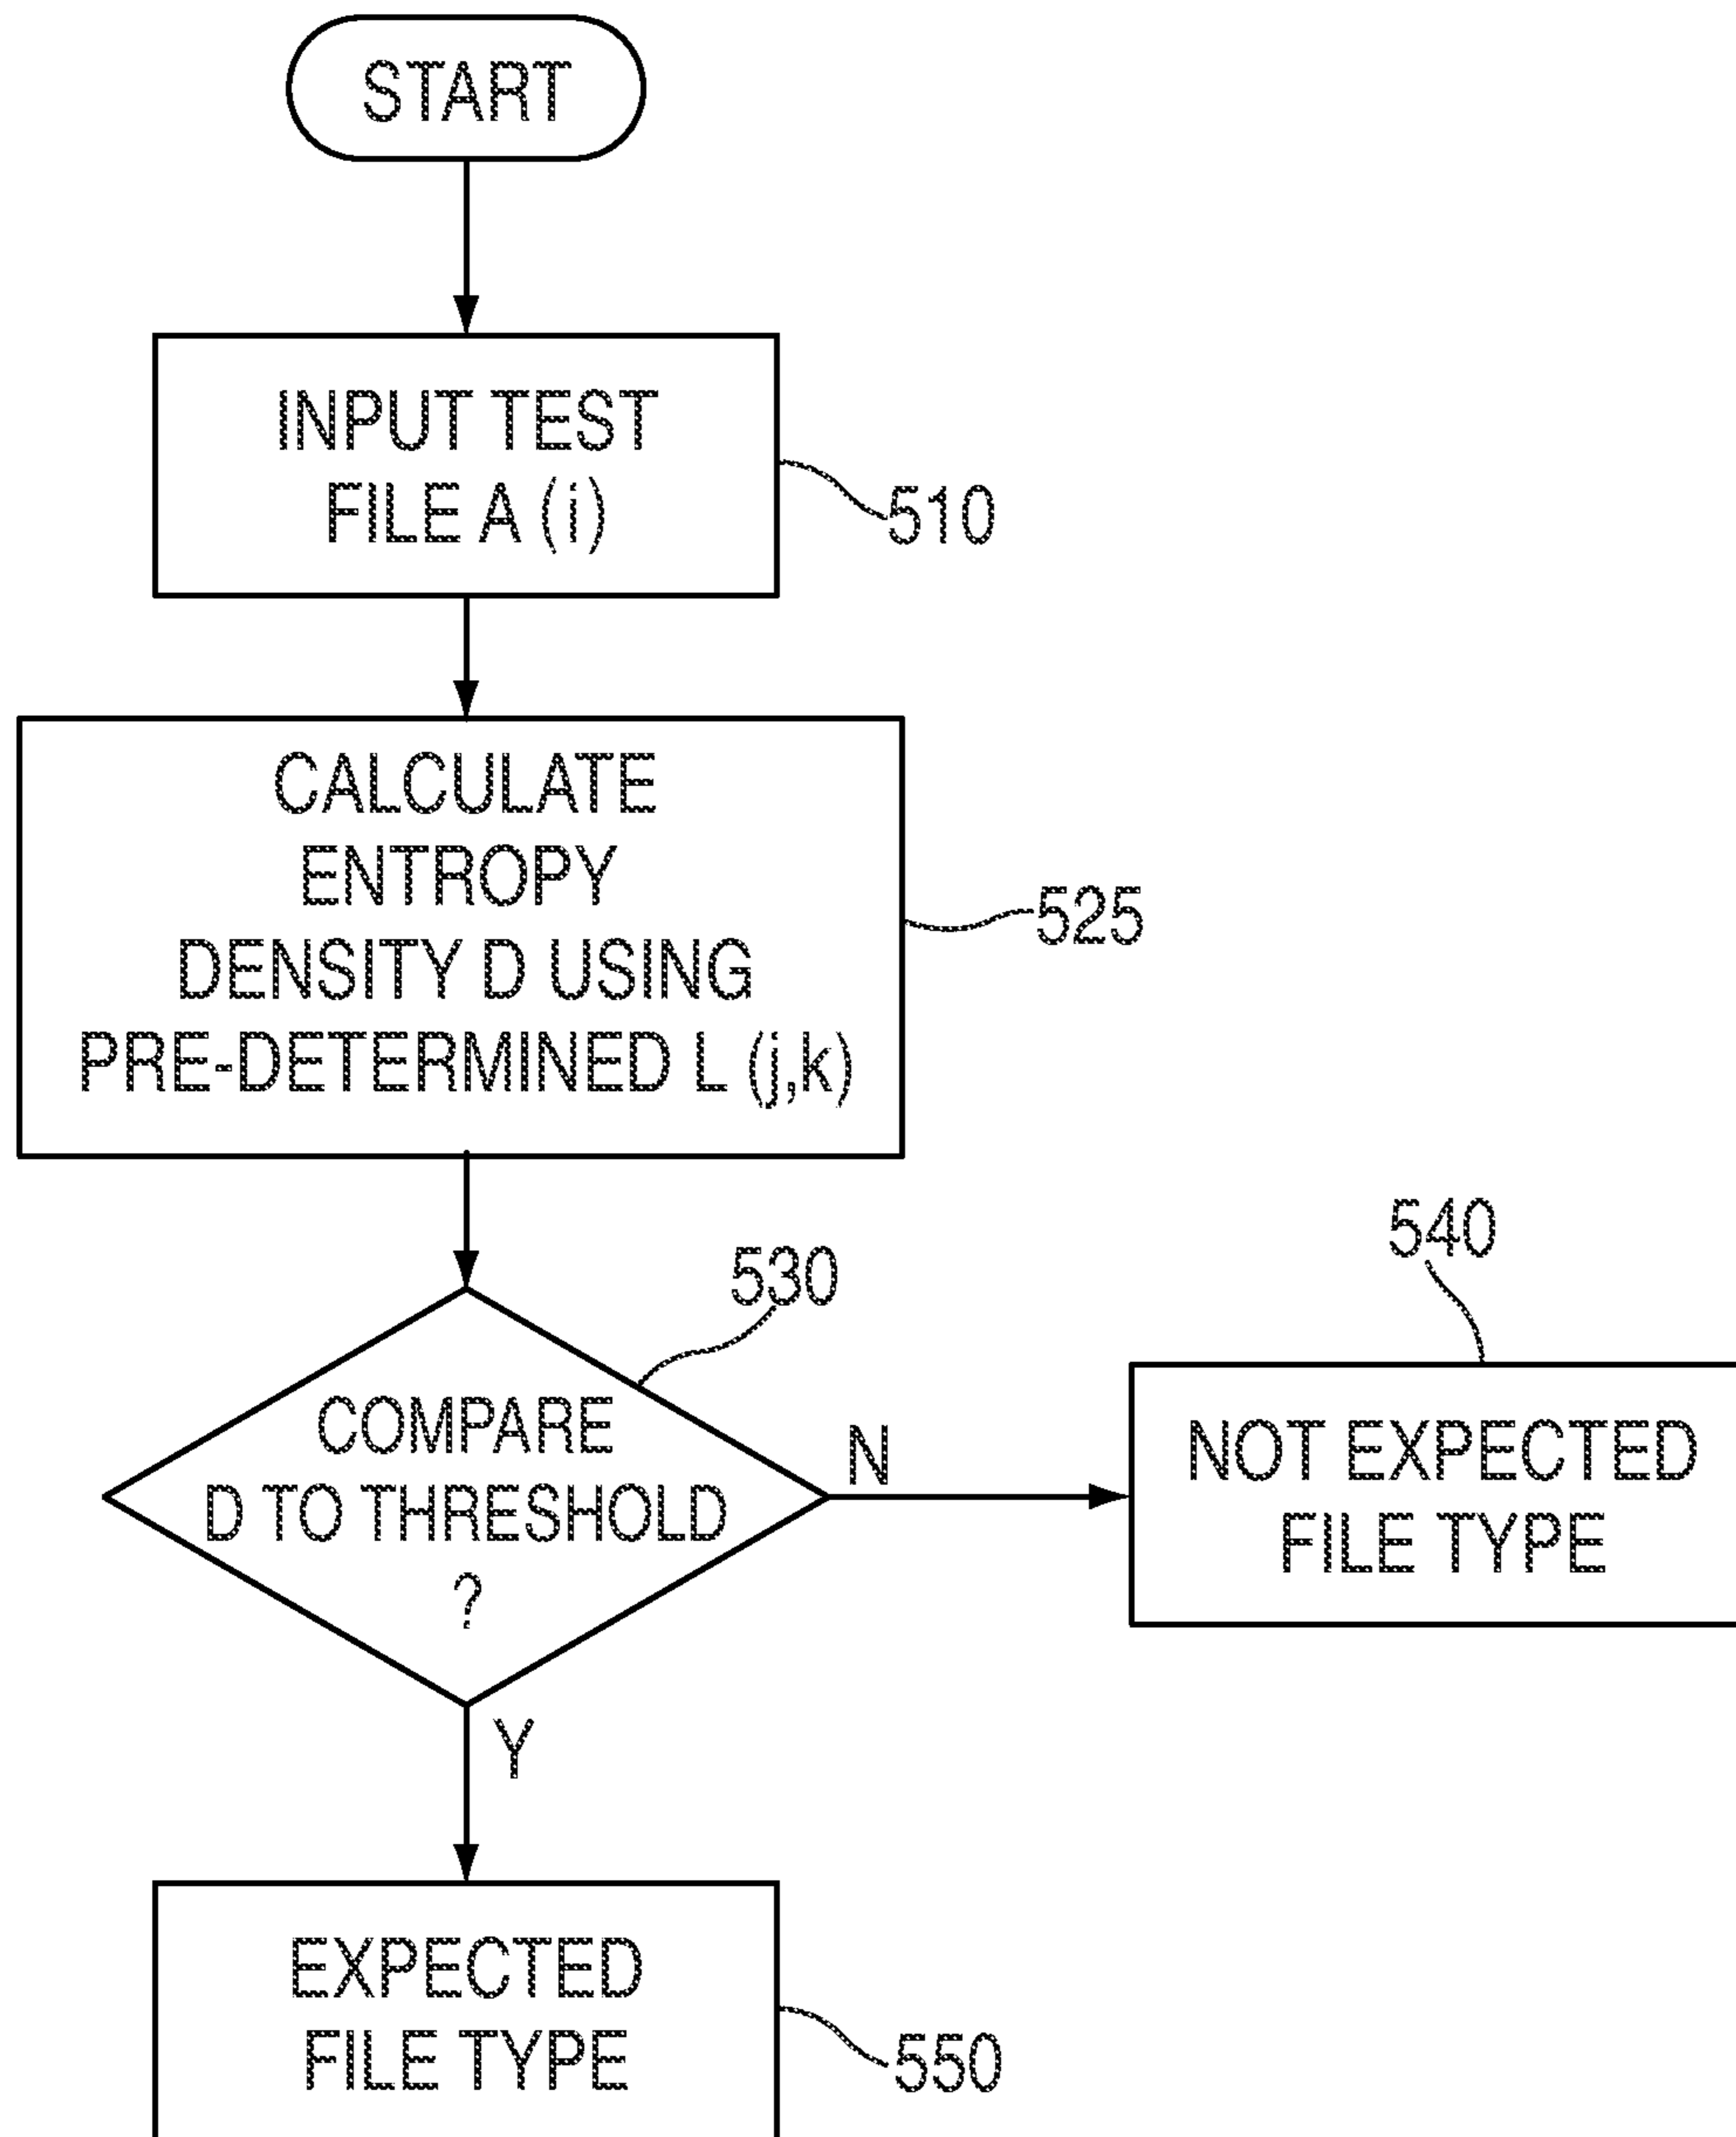 START
INPUT TEST
FILE A (i)
510
CALCULATE
ENTROPY
DENSITY D USING
PRE-DETERMINED L (j,k)
525
530
COMPARE
D TO THRESHOLD
?
N
540
NOT EXPECTED
FILE TYPE
Y
EXPECTED
FILE TYPE
550